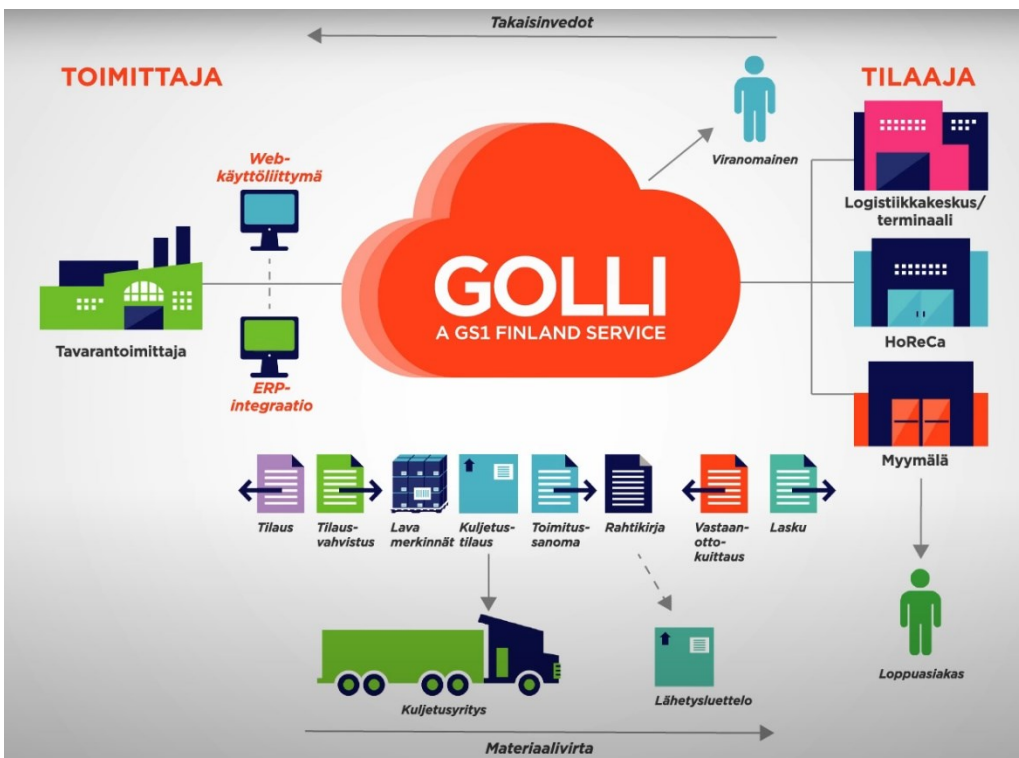 Takaisinvedot
TOIMITTAJA
TILAAJA
Web-
käyttöliittymä
Viranomainen
Logistiikkakeskus/
terminaali
GOLLI
A GS1 FINLAND SERVICE
Tavarantoimittaja
HoReCa
ERP-
integraatio
Myymälä
Tilaus
Tilaus-
vahvistus
Lava
merkinnät
Kuljetus-
tilaus
Toimitus-
sanoma
Rahtikirja
Vastaan-
otto-
kuittaus
Lasku
Loppuasiakas
Kuljetusyritys
Lähetysluettelo
Materiaalivirta